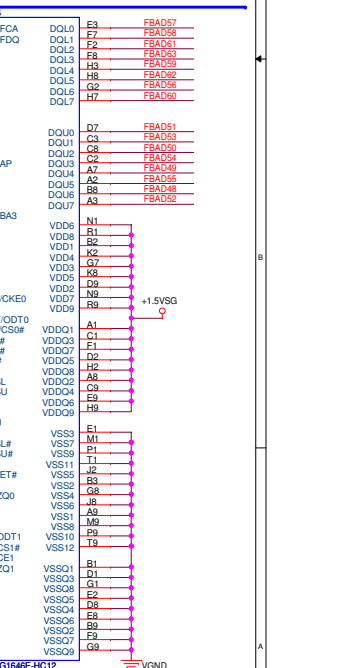 FCA DQL0 E3 FBAD57
FDQ DQL1 F7 FBAD58
DQL2 F2 FBAD61
DQL3 F8 FBAD63
DQL4 H3 FBAD59
DQL5 H8 FBAD62
DQL6 G2 FBAD56
DQL7 H7 FBAD60
DQU0 D7 FBAD51
DQU1 C3 FBAD53
DQU2 C8 FBAD50
AP DQU3 C2 FBAD54
DQU4 A7 FBAD49
DQU5 A2 FBAD55
DQU6 B8 FBAD48
DQU7 A3 FBAD52
BA3
VDD6 N1
VDD8 R1
VDD1 B2
VDD4 K2
B
VDD3 G7
VDD5 K8
VDD2 D9
/CKE0 VDD7 N9
VDD9 R9
+1.5VSG
/ODT0
/CS0# VDDQ1 A1
# VDDQ3 C1
# VDDQ7 F1
# VDDQ5 D2
VDDQ8 H2
L VDDQ2 A8
U VDDQ4 C9
VDDQ6 E9
VDDQ9 H9
VSS3 E1
L# VSS7 M1
U# VSS9 P1
VSS11 T1
ET# VSS5 J2
VSS2 B3
ZQ0 VSS4 G8
VSS6 J8
VSS1 A9
VSS8 M9
ODT1 VSS10 P9
CS1# VSS12 T9
CE1
ZQ1 VSSQ1 B1
VSSQ3 D1
VSSQ8 G1
VSSQ5 E2
VSSQ4 D8
VSSQ6 E8
VSSQ2 B9
VSSQ7 F9
VSSQ9 G9
A
G1646E-HC12
VGND